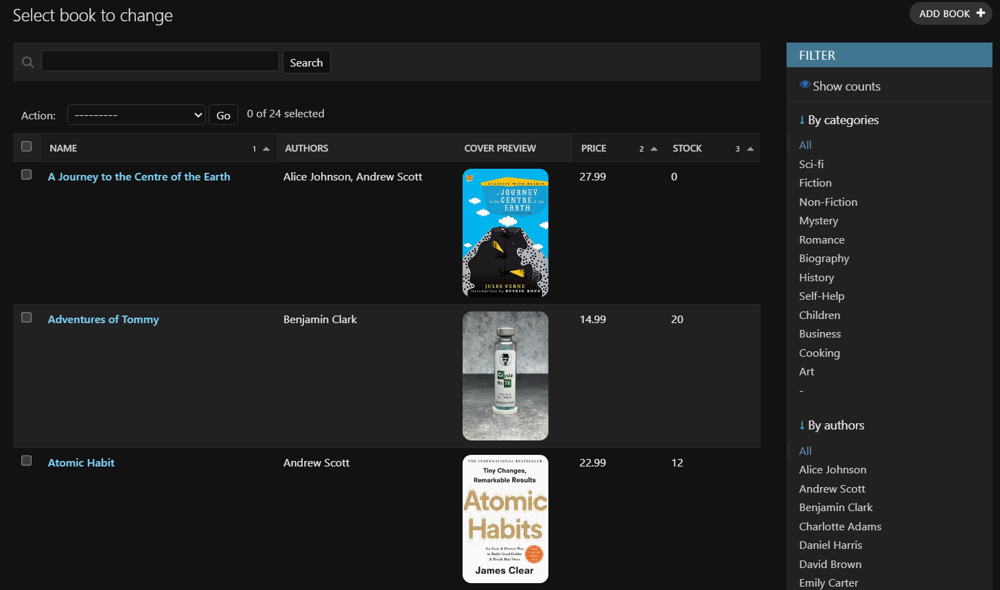 Select book to change
ADD BOOK
Search
FILTER
Show counts
Action: --------- Go 0 of 24 selected
NAME 1 AUTHORS COVER PREVIEW PRICE 2 STOCK 3
A Journey to the Centre of the Earth Alice Johnson, Andrew Scott 27.99 0
CLASSICS WITH RUSKIN
A JOURNEY
to the CENTRE of the
EARTH
JULES VERNE
Introduction by RUSKIN BOND
Adventures of Tommy Benjamin Clark 14.99 20
Crystal
Me Th
Atomic Habit Andrew Scott 22.99 12
THE INTERNATIONAL BESTSELLER
Tiny Changes,
Remarkable Results
Atomic
Habits
An Easy & Proven Way
to Build Good Habits
& Break Bad Ones
James Clear
By categories
All
Sci-fi
Fiction
Non-Fiction
Mystery
Romance
Biography
History
Self-Help
Children
Business
Cooking
Art
-
By authors
All
Alice Johnson
Andrew Scott
Benjamin Clark
Charlotte Adams
Daniel Harris
David Brown
Emily Carter